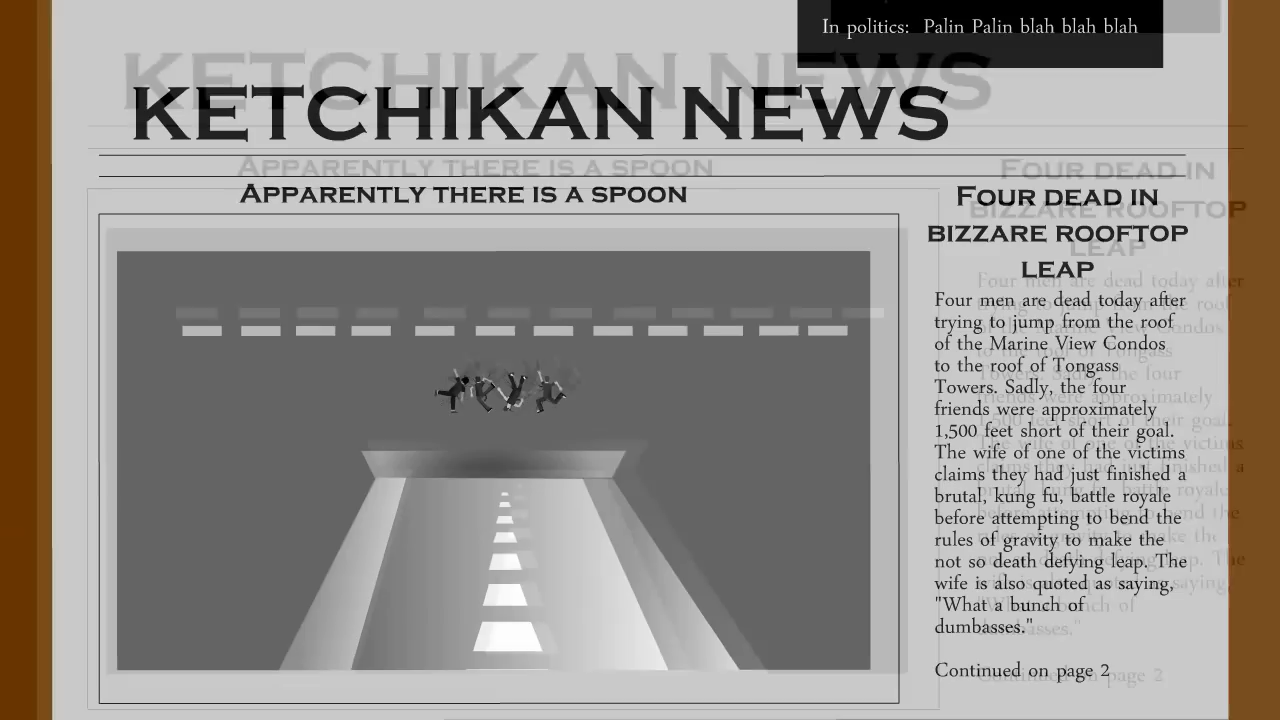 In politics: Palin Palin blah blah blah
KETCHIKAN NEWS
APPARENTLY THERE IS A SPOON
FOUR DEAD IN
BIZZARE ROOFTOP
LEAP
Four men are dead today after
trying to jump from the roof
of the Marine View Condos
to the roof of Tongass
Towers. Sadly, the four
friends were approximately
1,500 feet short of their goal.
The wife of one of the victims
claims they had just finished a
brutal, kung fu, battle royale
before attempting to bend the
rules of gravity to make the
not so death defying leap. The
wife is also quoted as saying,
"What a bunch of
dumbasses."
Continued on page 2